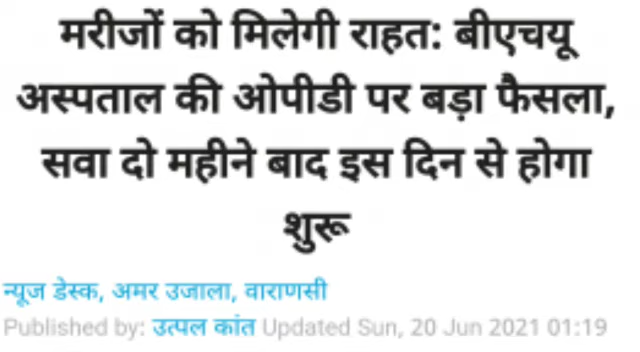 मरीजों को मिलेगी राहत: बीएचयू
अस्पताल की ओपीडी पर बड़ा फैसला,
सवा दो महीने बाद इस दिन से होगा
शुरू
न्यूज डेस्क, अमर उजाला, वाराणसी
Published by: उत्पल कांत Updated Sun, 20 Jun 2021 01:19